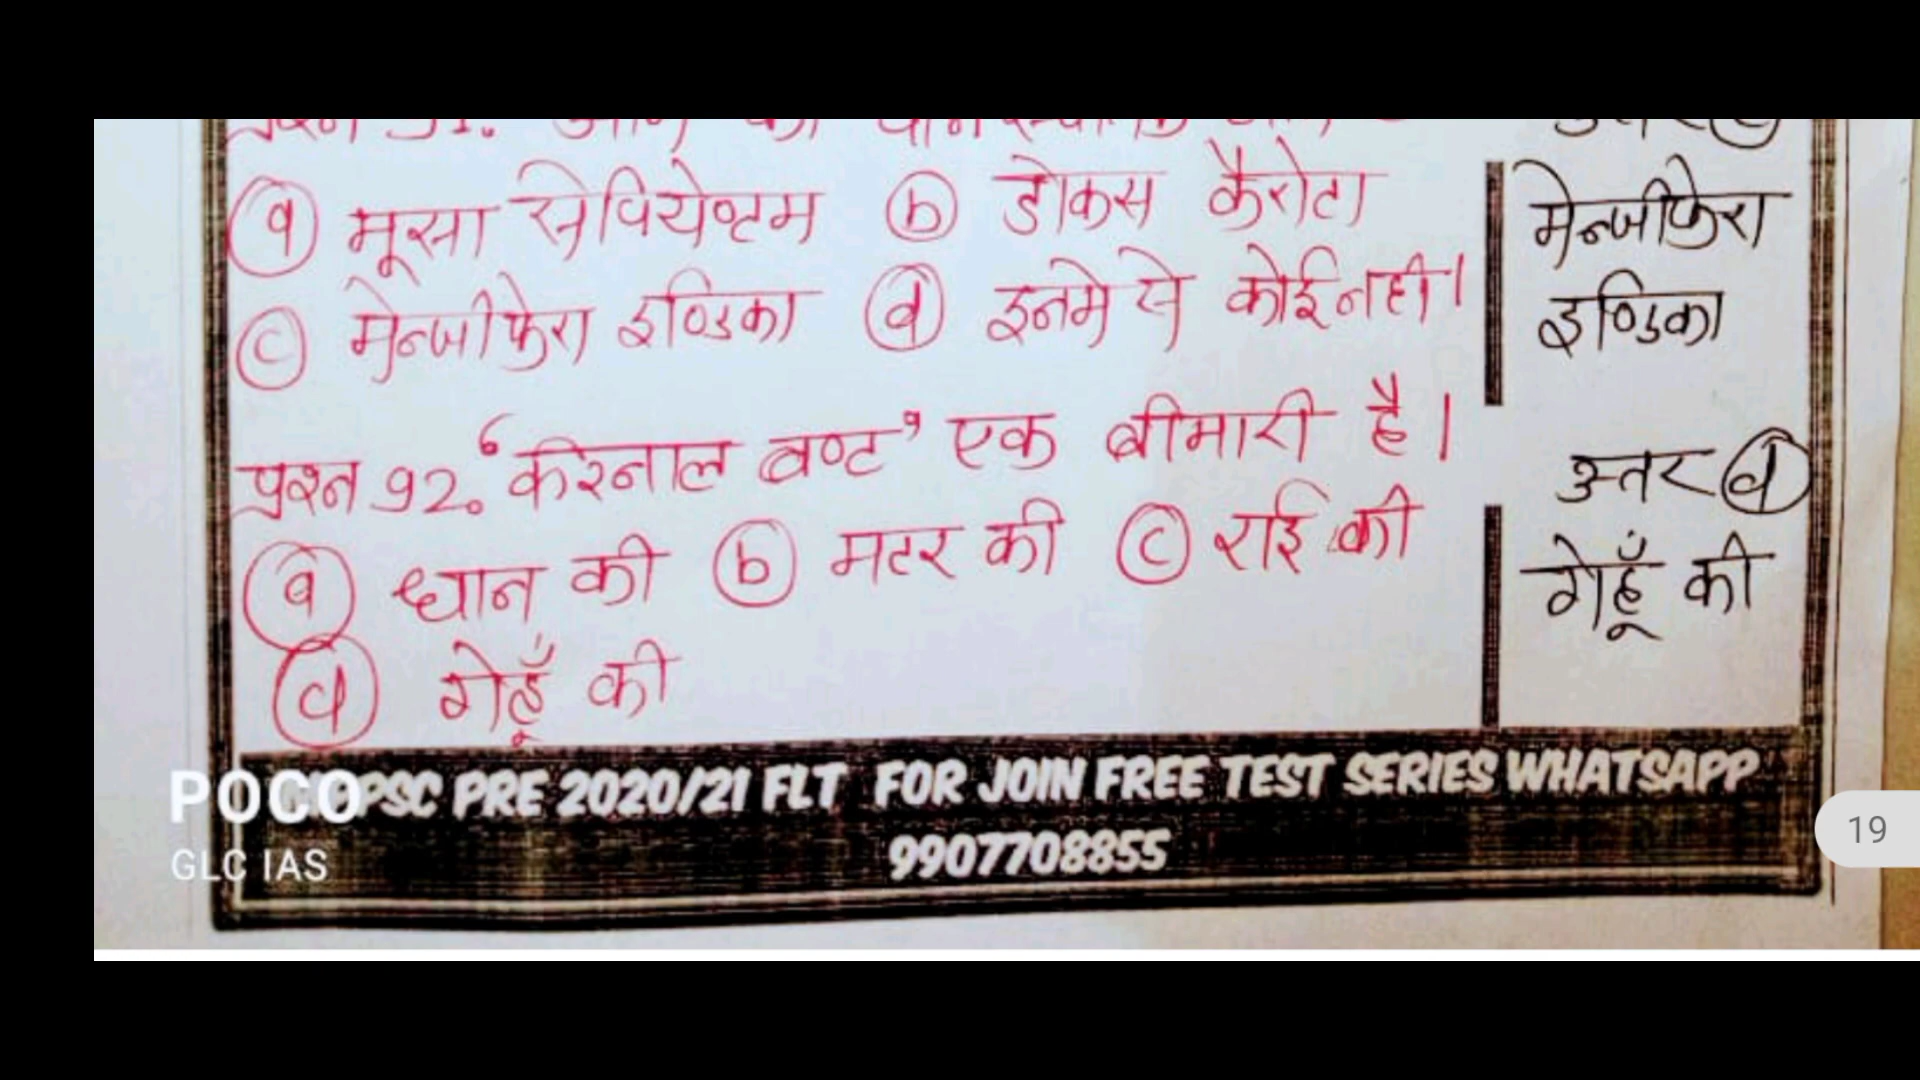 (a) मूसा सेपियेण्टम (b) डोकस कैरोटा
(c) मेन्जीफेरा इण्डिका (d) इनमे से कोई नही।
मेन्जीफेरा
इण्डिका
प्रश्न 92. 'करनाल बण्ट' एक बीमारी है।
(a) धान की (b) मटर की (c) राई की
(d) गेहूँ की
उत्तर (d)
गेहूँ की
PSC PRE 2020/21 FLT FOR JOIN FREE TEST SERIES WHATSAPP
9907708855
POCO
GLC IAS
19